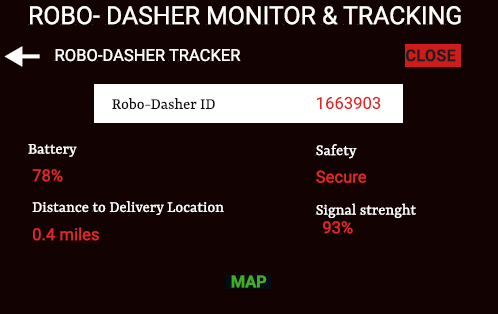 ROBO- DASHER MONITOR & TRACKING
ROBO-DASHER TRACKER CLOSE
Robo-Dasher ID 1663903
Battery Safety
78% Secure
Distance to Delivery Location Signal strenght
0.4 miles 93%
MAP